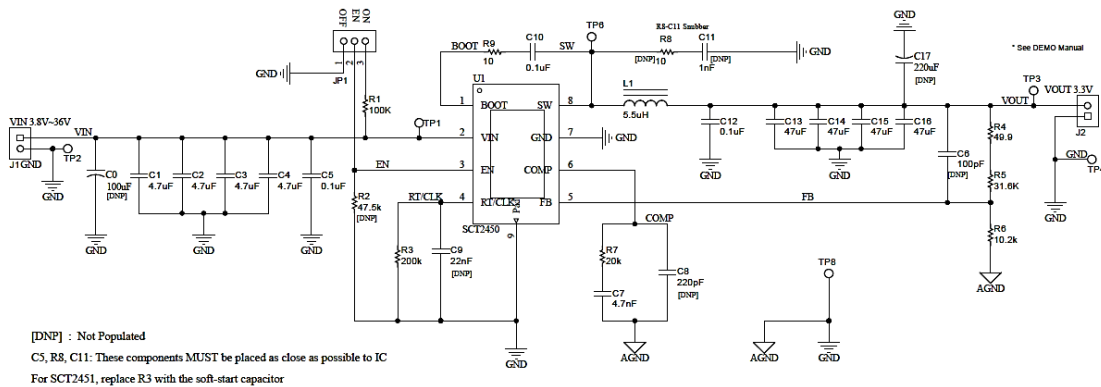 OFF
EN
ON
1
2
3
JP1
GND
R1
100K
VIN 3.8V~36V
VIN
J1
GND
TP2
GND
TP1
C0
100uF
[DNP]
GND
C1
4.7uF
C2
4.7uF
C3
4.7uF
C4
4.7uF
C5
0.1uF
GND
GND
EN
R2
47.5k
[DNP]
RT/CLK
R3
200k
C9
22nF
[DNP]
BOOT
R9
10
C10
0.1uF
SW
TP6
R8-C11 Snubber
R8
[DNP]
10
C11
[DNP]
1nF
GND
U1
1
BOOT
SW
8
2
VIN
GND
7
GND
3
EN
COMP
6
4
RT/CLK
FB
5
Pad
9
SCT2450
GND
L1
5.5uH
C12
0.1uF
GND
C13
47uF
C14
47uF
C15
47uF
C16
47uF
GND
GND
C17
220uF
[DNP]
* See DEMO Manual
TP3
VOUT
VOUT 3.3V
J2
GND
TP4
GND
R4
49.9
C6
100pF
R5
31.6K
FB
R6
10.2k
AGND
COMP
R7
20k
C7
4.7nF
C8
220pF
[DNP]
AGND
TP8
AGND
GND
[DNP] : Not Populated
C5, R8, C11: These components MUST be placed as close as possible to IC
For SCT2451, replace R3 with the soft-start capacitor